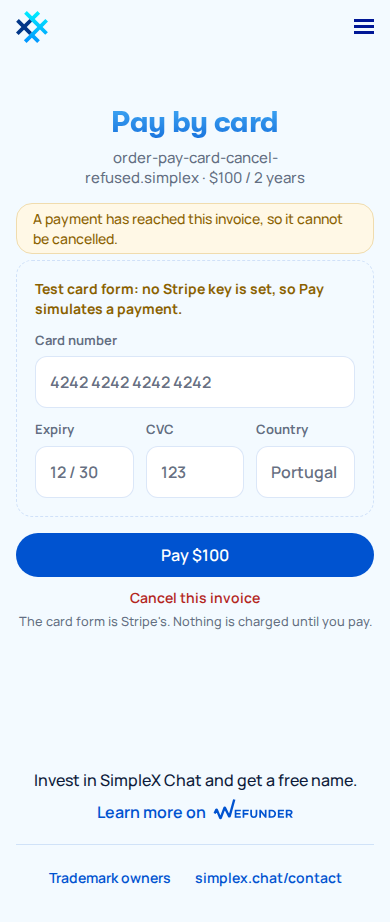 Pay by card
order-pay-card-cancel-
refused.simplex · $100 / 2 years
A payment has reached this invoice, so it cannot
be cancelled.
Test card form: no Stripe key is set, so Pay
simulates a payment.
Card number
4242 4242 4242 4242
Expiry CVC Country
12 / 30 123 Portugal
Pay $100
Cancel this invoice
The card form is Stripe's. Nothing is charged until you pay.
Invest in SimpleX Chat and get a free name.
Learn more on WEFUNDER
Trademark owners simplex.chat/contact